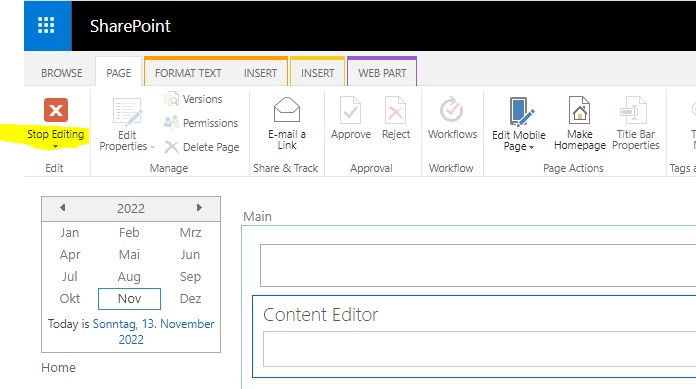 SharePoint
BROWSE PAGE FORMAT TEXT INSERT INSERT WEB PART
Stop Editing
Edit
Edit
Properties
Versions
Permissions
Delete Page
Manage
E-mail a
Link
Share & Track
Approve Reject
Approval
Workflows
Workflow
Edit Mobile
Page
Make
Homepage
Title Bar
Properties
Page Actions
Tags a
2022
Jan Feb Mrz
Apr Mai Jun
Jul Aug Sep
Okt Nov Dez
Today is Sonntag, 13. November
2022
Home
Main
Content Editor